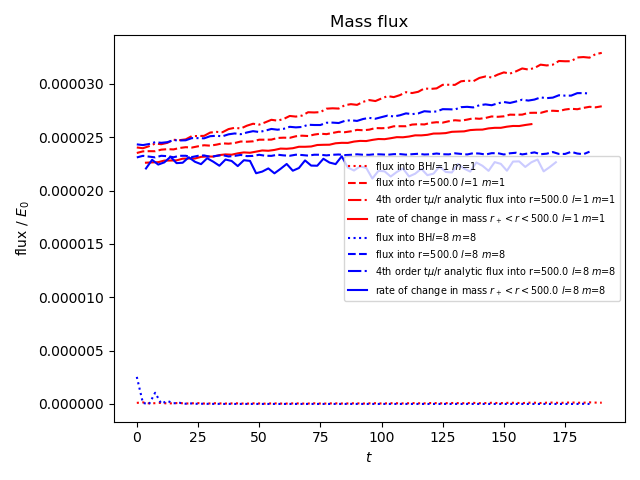 Mass flux
flux / E₀
0.000030
0.000025
0.000020
0.000015
0.000010
0.000005
0.000000
flux into BH l=1 m=1
flux into r=500.0 l=1 m=1
4th order tμ/r analytic flux into r=500.0 l=1 m=1
rate of change in mass r₊ < r < 500.0 l=1 m=1
flux into BHl=8 m=8
flux into r=500.0 l=8 m=8
4th order tμ/r analytic flux into r=500.0 l=8 m=8
rate of change in mass r₊ < r < 500.0 l=8 m=8
0 25 50 75 100 125 150 175
t